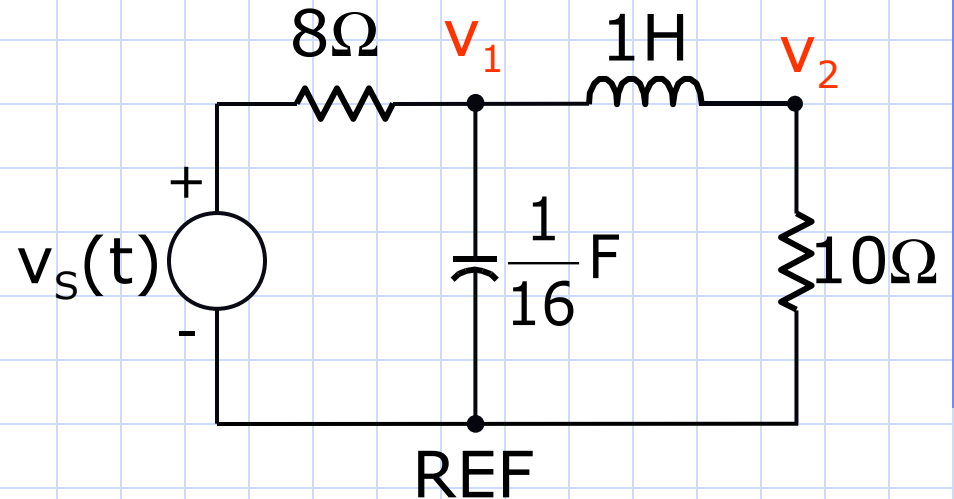 8Ω
v₁
1H
v₂
+
vₛ(t)
-
1
16
F
10Ω
REF